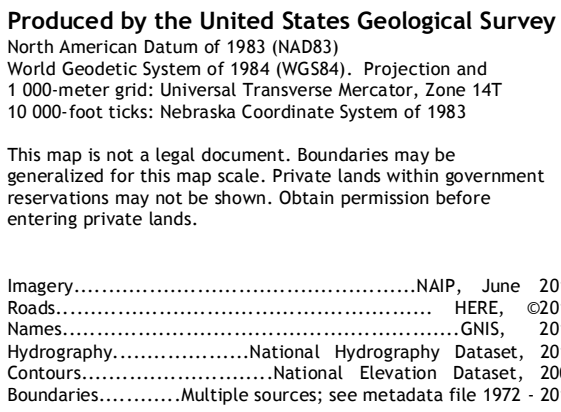 Produced by the United States Geological Survey
North American Datum of 1983 (NAD83)
World Geodetic System of 1984 (WGS84). Projection and
1 000-meter grid: Universal Transverse Mercator, Zone 14T
10 000-foot ticks: Nebraska Coordinate System of 1983
This map is not a legal document. Boundaries may be
generalized for this map scale. Private lands within government
reservations may not be shown. Obtain permission before
entering private lands.
Imagery..................................................NAIP, June
Roads....................................................... HERE,
Names..........................................................GNIS,
Hydrography....................National Hydrography Dataset,
Contours............................National Elevation Dataset,
Boundaries............Multiple sources; see metadata file 1972 -